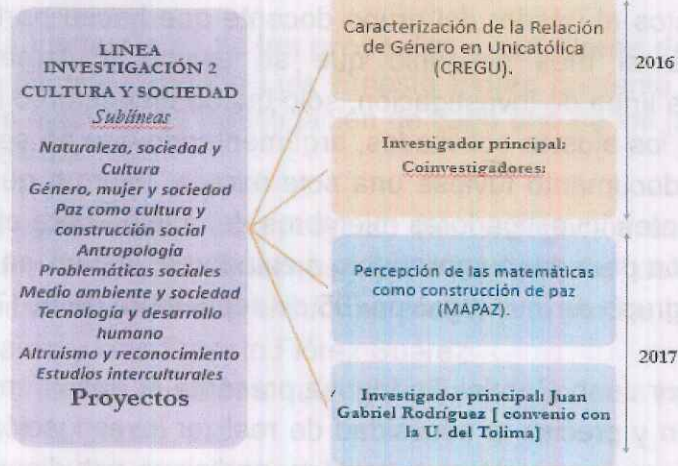 LINEA
INVESTIGACIÓN 2
CULTURA Y SOCIEDAD
Sublíneas
Naturaleza, sociedad y
Cultura
Género, mujer y sociedad
Paz como cultura y
construcción social
Antropología
Problemáticas sociales
Medio ambiente y sociedad
Tecnología y desarrollo
humano
Altruismo y reconocimiento
Estudios interculturales
Proyectos
Caracterización de la Relación
de Género en Unicatólica
(CREGU).
2016
Investigador principal:
Coinvestigadores:
Percepción de las matemáticas
como construcción de paz
(MAPAZ).
2017
Investigador principal: Juan
Gabriel Rodríguez [ convenio con
la U. del Tolima]